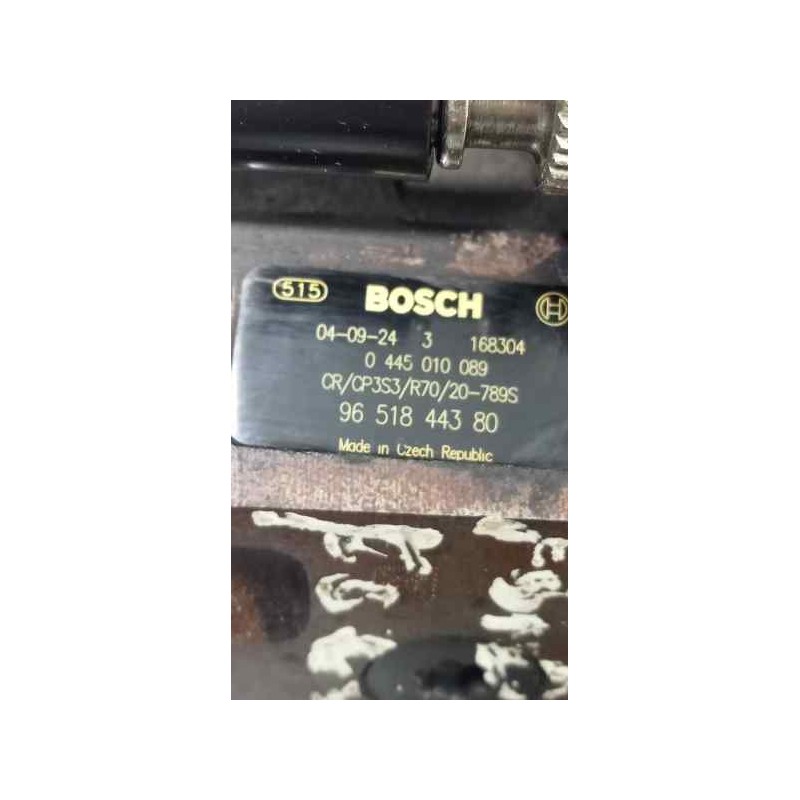 515 BOSCH H
04-09-24 3 168304
0 445 010 089
CR/CP3S3/R70/20-789S
96 518 443 80
Made in Czech Republic